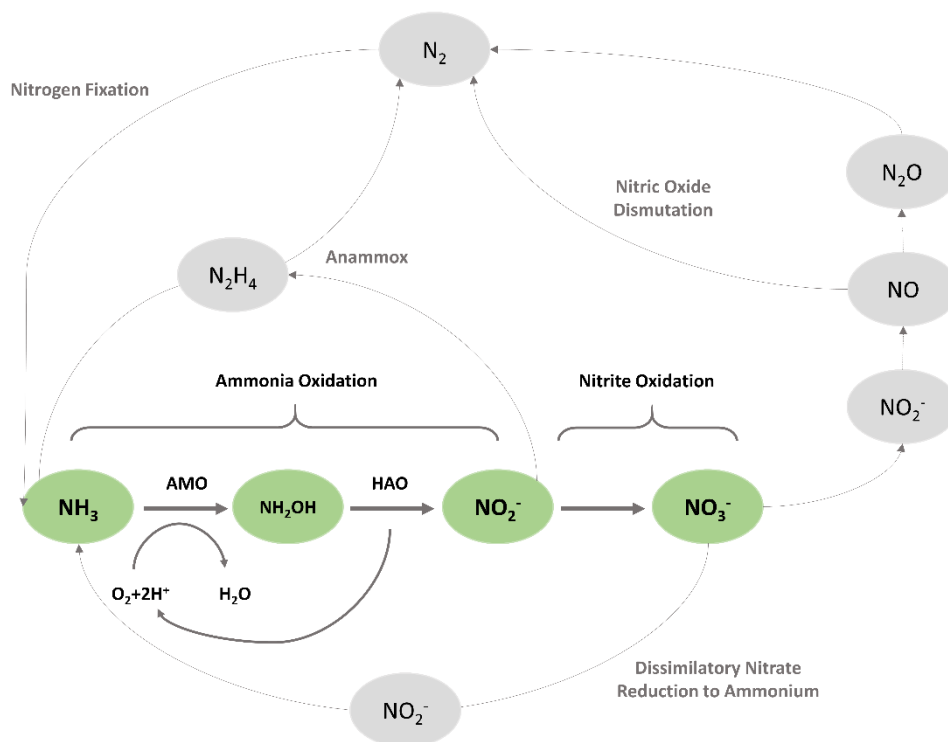 N₂
Nitrogen Fixation
N₂O
Nitric Oxide
Dismutation
Anammox
N₂H₄
NO
Ammonia Oxidation
Nitrite Oxidation
NO₂⁻
AMO
HAO
NH₃
NH₂OH
NO₂⁻
NO₃⁻
O₂+2H⁺
H₂O
Dissimilatory Nitrate
Reduction to Ammonium
NO₂⁻